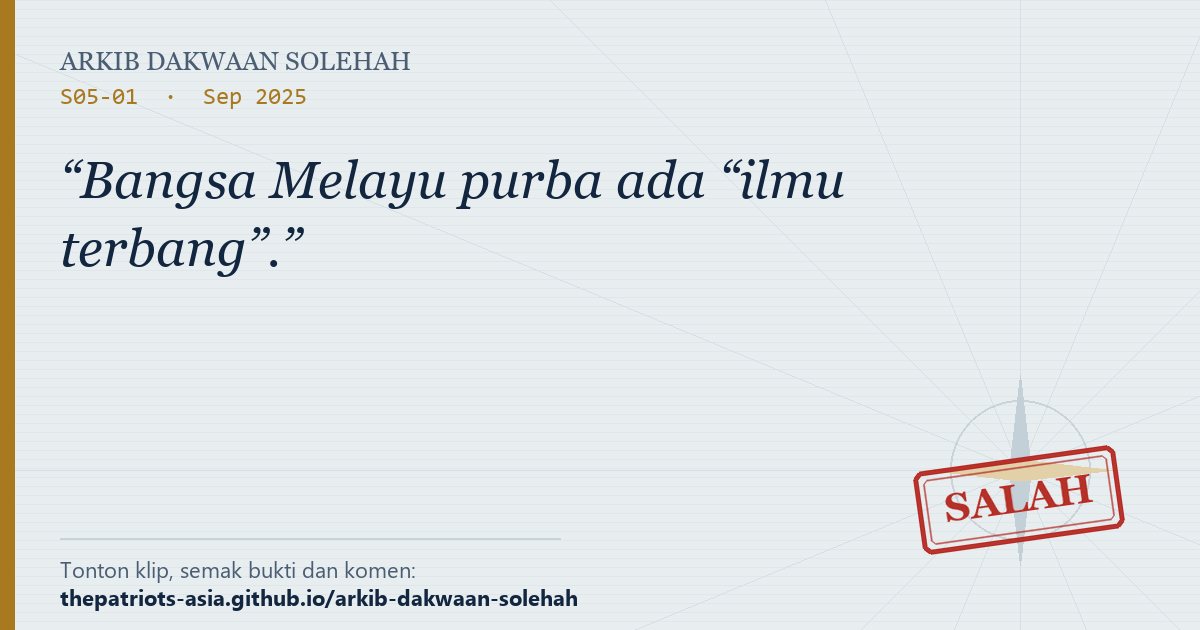 ARKIB DAKWAAN SOLEHAH
S05-01 · Sep 2025
“Bangsa Melayu purba ada “ilmu
terbang”.”
SALAH
Tonton klip, semak bukti dan komen:
thepatriots-asia.github.io/arkib-dakwaan-solehah